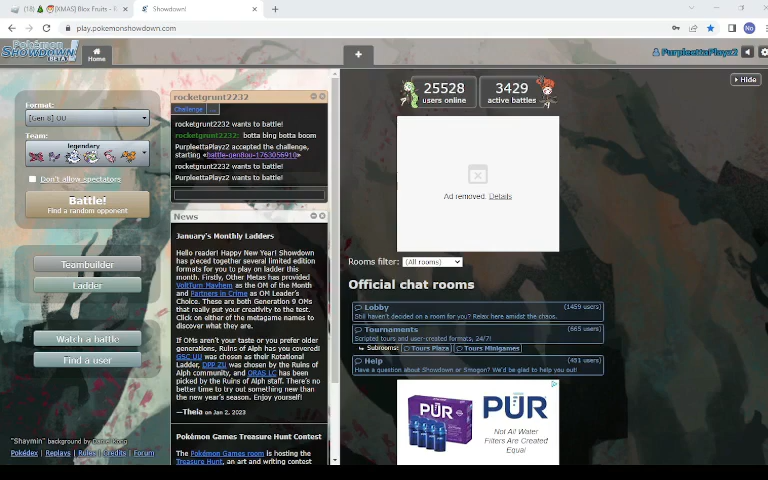 (18) 🎄 [XMAS] Blox Fruits - R
Showdown!
play.pokemonshowdown.com
No
Pokémon
SHOWDOWN!
BETA
Home
+
PurpleettaPlayz2
Hide
Format:
[Gen 8] OU
Team:
legendary
Don't allow spectators
Battle!
Find a random opponent
Teambuilder
Ladder
Watch a battle
Find a user
"Shaymin" background by Daniel Kong
Pokédex | Replays | Rules | Credits | Forum
rocketgrunt2232
Challenge
...
rocketgrunt2232 wants to battle!
rocketgrunt2232: botta bing botta boom
PurpleettaPlayz2 accepted the challenge,
starting «battle-gen8ou-1763056910»
rocketgrunt2232 wants to battle!
PurpleettaPlayz2 wants to battle!
News
January's Monthly Ladders
Hello reader! Happy New Year! Showdown
has pieced together several limited edition
formats for you to play on ladder this
month. Firstly, Other Metas has provided
VoltTurn Mayhem as the OM of the Month
and Partners in Crime as OM Leader's
Choice. These are both Generation 9 OMs
that really put your creativity to the test.
Click on either of the metagame names to
discover what they are.
If OMs aren't your taste or you prefer older
generations, Ruins of Alph has you covered!
GSC UU was chosen as their Rotational
Ladder, DPP ZU was chosen by the Ruins of
Alph community, and ORAS LC has been
picked by the Ruins of Alph staff. There's no
better time to try out something new than
the new year's season. Enjoy yourself!
—Theia on Jan 2, 2023
Pokémon Games Treasure Hunt Contest
The Pokémon Games room is hosting the
Treasure Hunt, an art and writing contest
25528
users online
3429
active battles
Ad removed. Details
Rooms filter: (All rooms)
Official chat rooms
Lobby (1459 users)
Still haven't decided on a room for you? Relax here amidst the chaos.
Tournaments (665 users)
Scripted tours and user-created formats, 24/7!
Subrooms: Tours Plaza Tours Minigames
Help (451 users)
Have a question about Showdown or Smogon? We'd be glad to help you out!
PŪR
PŪR
Not All Water
Filters Are Created
Equal